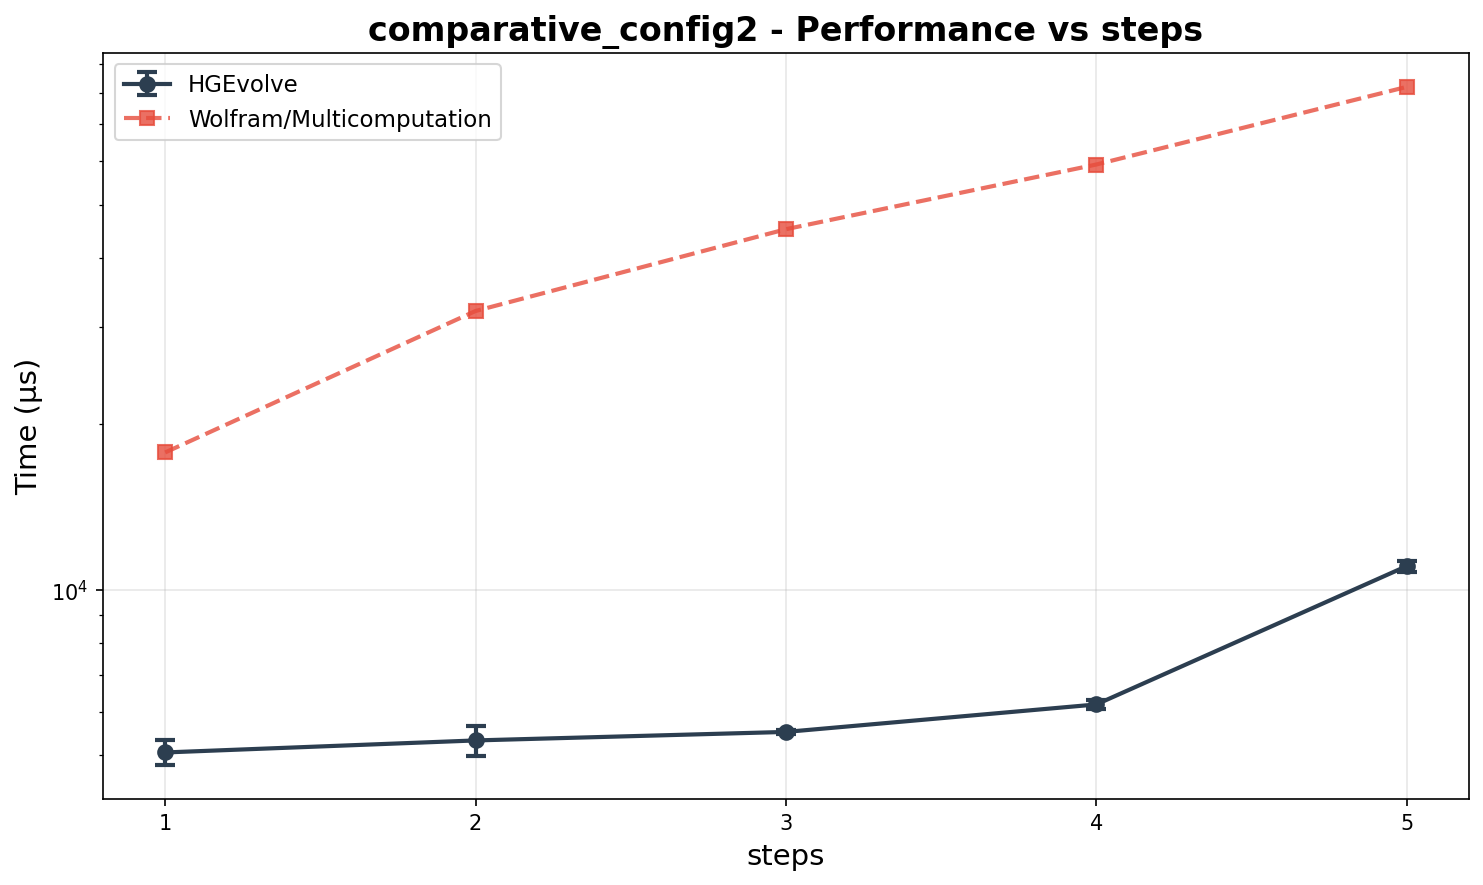 comparative_config2 - Performance vs steps
HGEvolve
Wolfram/Multicomputation
Time (µs)
10⁴
1 2 3 4 5
steps